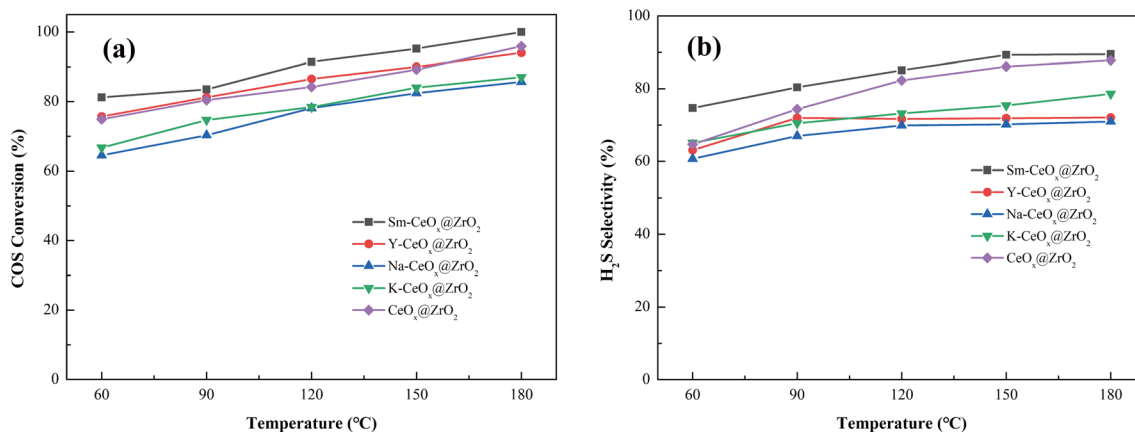 (a)
COS Conversion (%)
100
80
60
40
20
0
Sm-CeOₓ@ZrO₂
Y-CeOₓ@ZrO₂
Na-CeOₓ@ZrO₂
K-CeOₓ@ZrO₂
CeOₓ@ZrO₂
60 90 120 150 180
Temperature (°C)
(b)
H₂S Selectivity (%)
100
80
60
40
20
0
Sm-CeOₓ@ZrO₂
Y-CeOₓ@ZrO₂
Na-CeOₓ@ZrO₂
K-CeOₓ@ZrO₂
CeOₓ@ZrO₂
60 90 120 150 180
Temperature (°C)